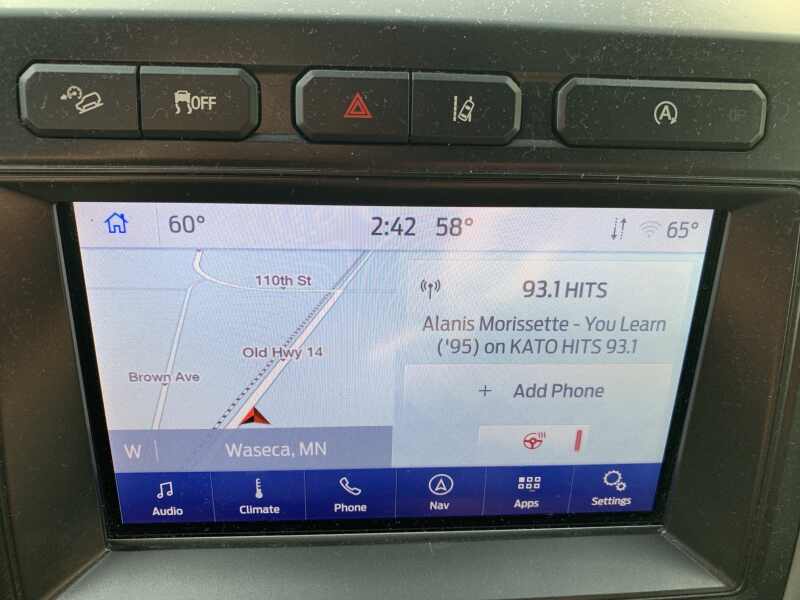 OFF
A
60°
2:42
58°
65°
110th St
Old Hwy 14
Brown Ave
W
Waseca, MN
93.1 HITS
Alanis Morissette - You Learn
('95) on KATO HITS 93.1
+ Add Phone
Audio
Climate
Phone
Nav
Apps
Settings